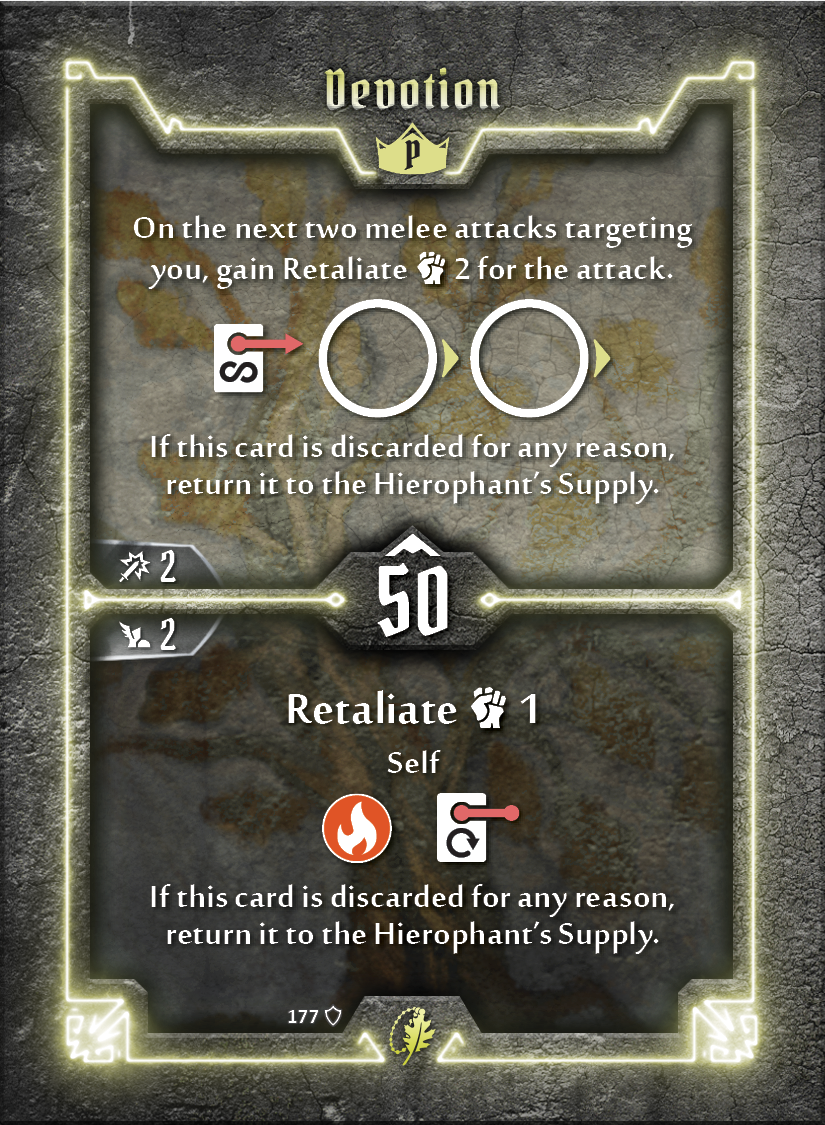 Devotion
P
On the next two melee attacks targeting
you, gain Retaliate 2 for the attack.
If this card is discarded for any reason,
return it to the Hierophant's Supply.
2
50
2
Retaliate 1
Self
If this card is discarded for any reason,
return it to the Hierophant's Supply.
177